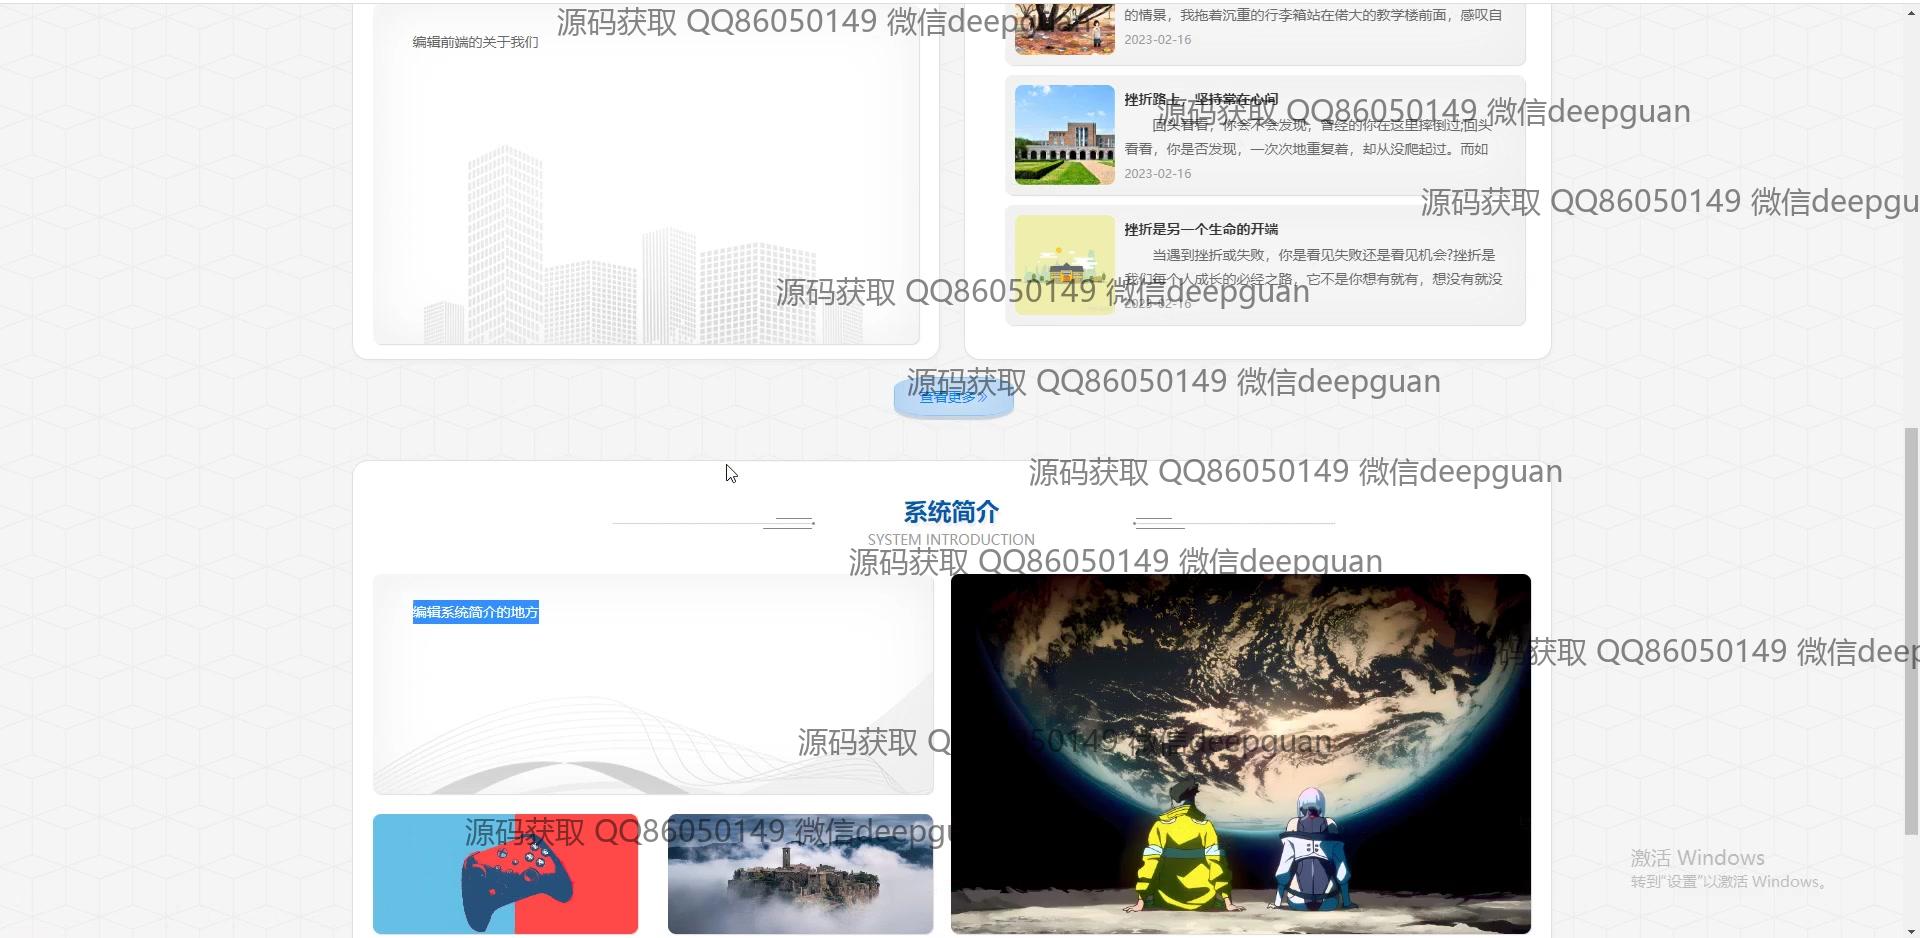 源码获取 QQ86050149 微信deepguan
编辑前端的关于我们
的情景，我拖着沉重的行李箱站在偌大的教学楼前面，感叹自
2023-02-16
挫折路上，坚持常在心间
源码获取 QQ86050149 微信deepguan
回头看看，你会不会发现，曾经的你在这里摔倒过;回头
看看，你是否发现，一次次地重复着，却从没爬起过。而如
2023-02-16
源码获取 QQ86050149 微信deepgu
挫折是另一个生命的开端
当遇到挫折或失败，你是看见失败还是看见机会?挫折是
我们每个人成长的必经之路，它不是你想有就有，想没有就没
源码获取 QQ86050149 微信deepguan
2023-02-16
源码获取 QQ86050149 微信deepguan
查看更多»
源码获取 QQ86050149 微信deepguan
系统简介
SYSTEM INTRODUCTION
源码获取 QQ86050149 微信deepguan
编辑系统简介的地方
源码获取 QQ86050149 微信deep
源码获取 QQ86050149 微信deepguan
源码获取 QQ86050149 微信deepgu
激活 Windows
转到"设置"以激活 Windows。